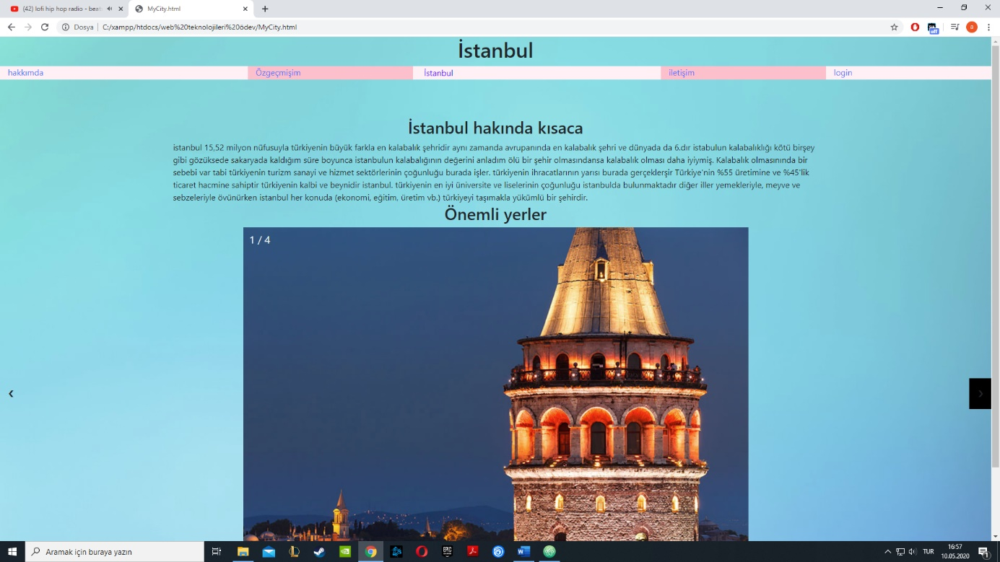 (42) lofi hip hop radio - beat
MyCity.html
Dosya
C:/xampp/htdocs/web%20teknolojileri%20ödev/MyCity.html
off
a
İstanbul
hakkımda
Özgeçmişim
İstanbul
iletişim
login
İstanbul hakında kısaca
istanbul 15,52 milyon nüfusuyla türkiyenin büyük farkla en kalabalık şehridir aynı zamanda avrupanında en kalabalık şehri ve dünyada da 6.dır istabulun kalabalıklığı kötü birşey
gibi gözüksede sakaryada kaldığım süre boyunca istanbulun kalabalığının değerini anladım ölü bir şehir olmasındansa kalabalık olması daha iyiymiş. Kalabalık olmasınında bir
sebebi var tabi türkiyenin turizm sanayi ve hizmet sektörlerinin çoğunluğu burada işler. türkiyenin ihracatlarının yarısı burada gerçeklerşir Türkiye'nin %55 üretimine ve %45'lik
ticaret hacmine sahiptir türkiyenin kalbi ve beynidir istanbul. türkiyenin en iyi üniversite ve liselerinin çoğunluğu istanbulda bulunmaktadır diğer iller yemekleriyle, meyve ve
sebzeleriyle övünürken istanbul her konuda (ekonomi, eğitim, üretim vb.) türkiyeyi taşımakla yükümlü bir şehirdir.
Önemli yerler
1 / 4
Aramak için buraya yazın
EPIC
TUR
16:57
10.05.2020
1